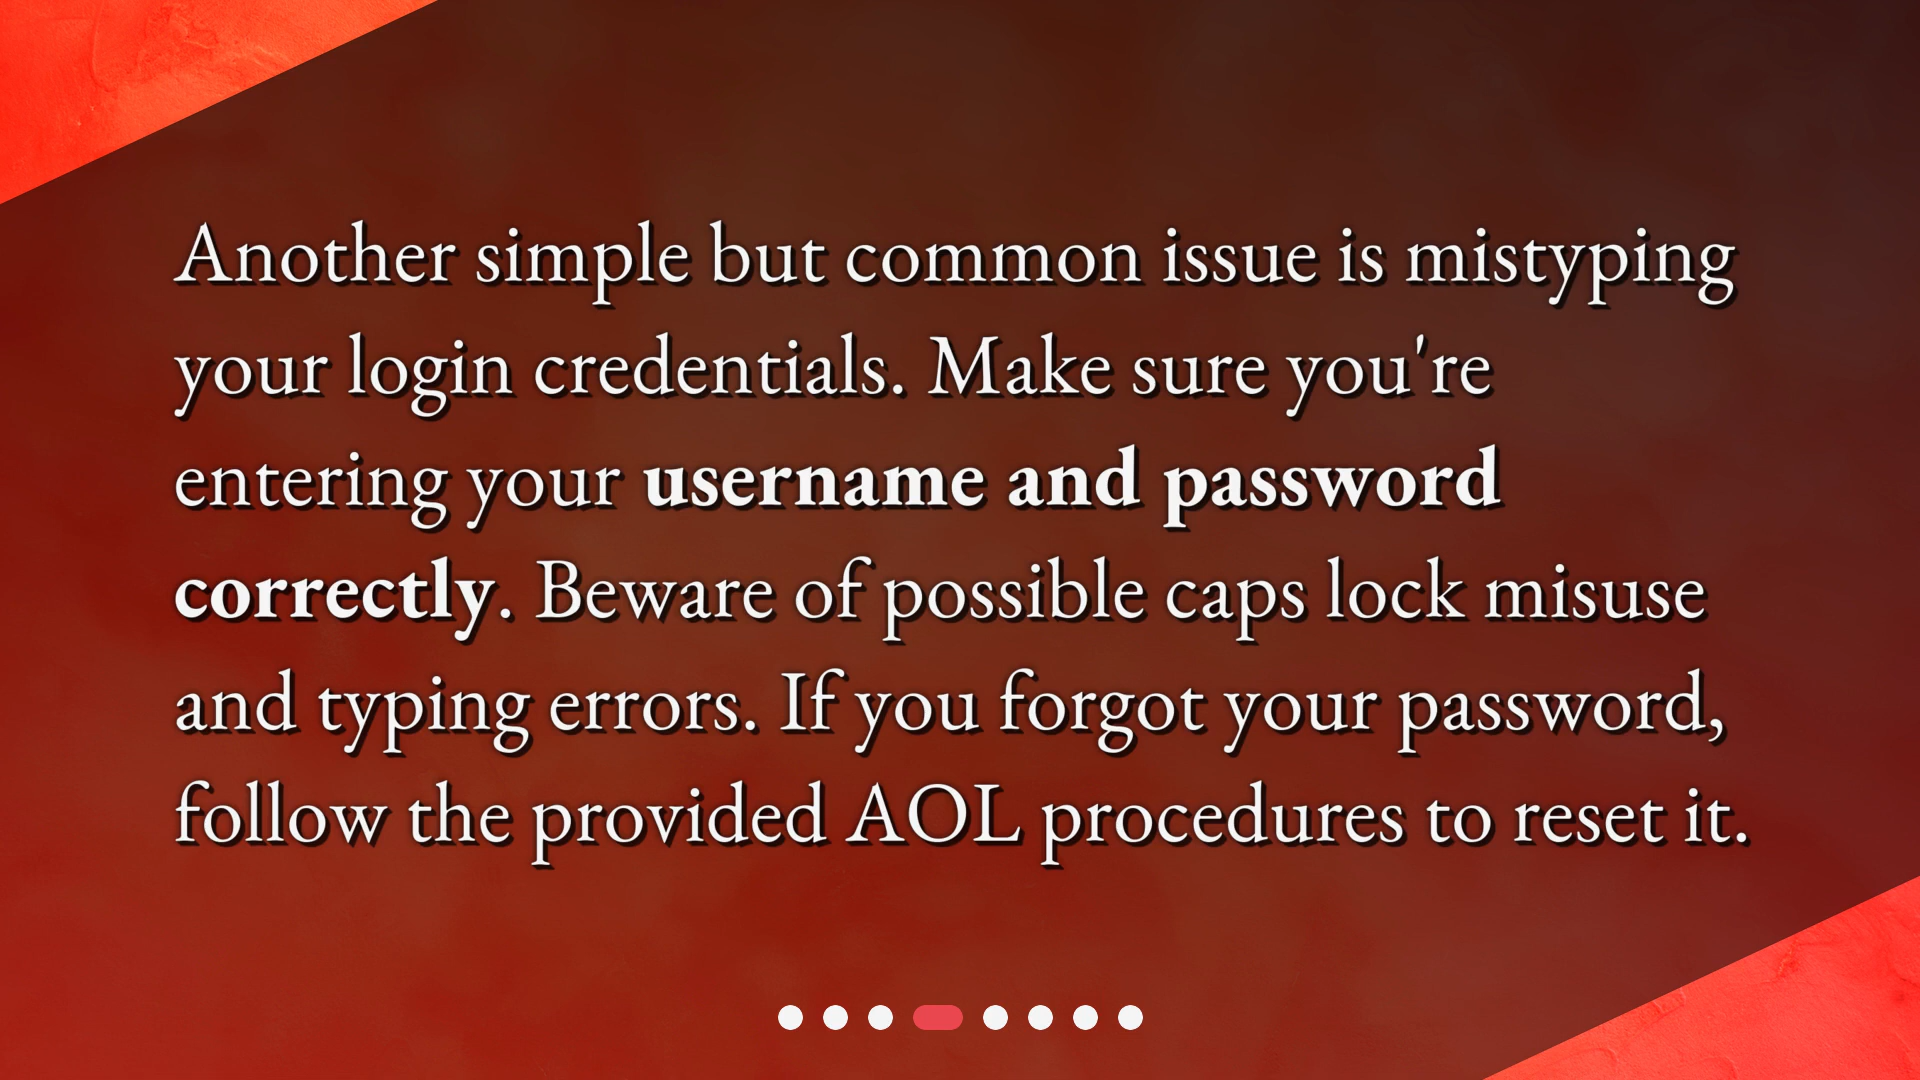 Another simple but common issue is mistyping
your login credentials. Make sure you're
entering your username and password
correctly. Beware of possible caps lock misuse
and typing errors. If you forgot your password,
follow the provided AOL procedures to reset it.